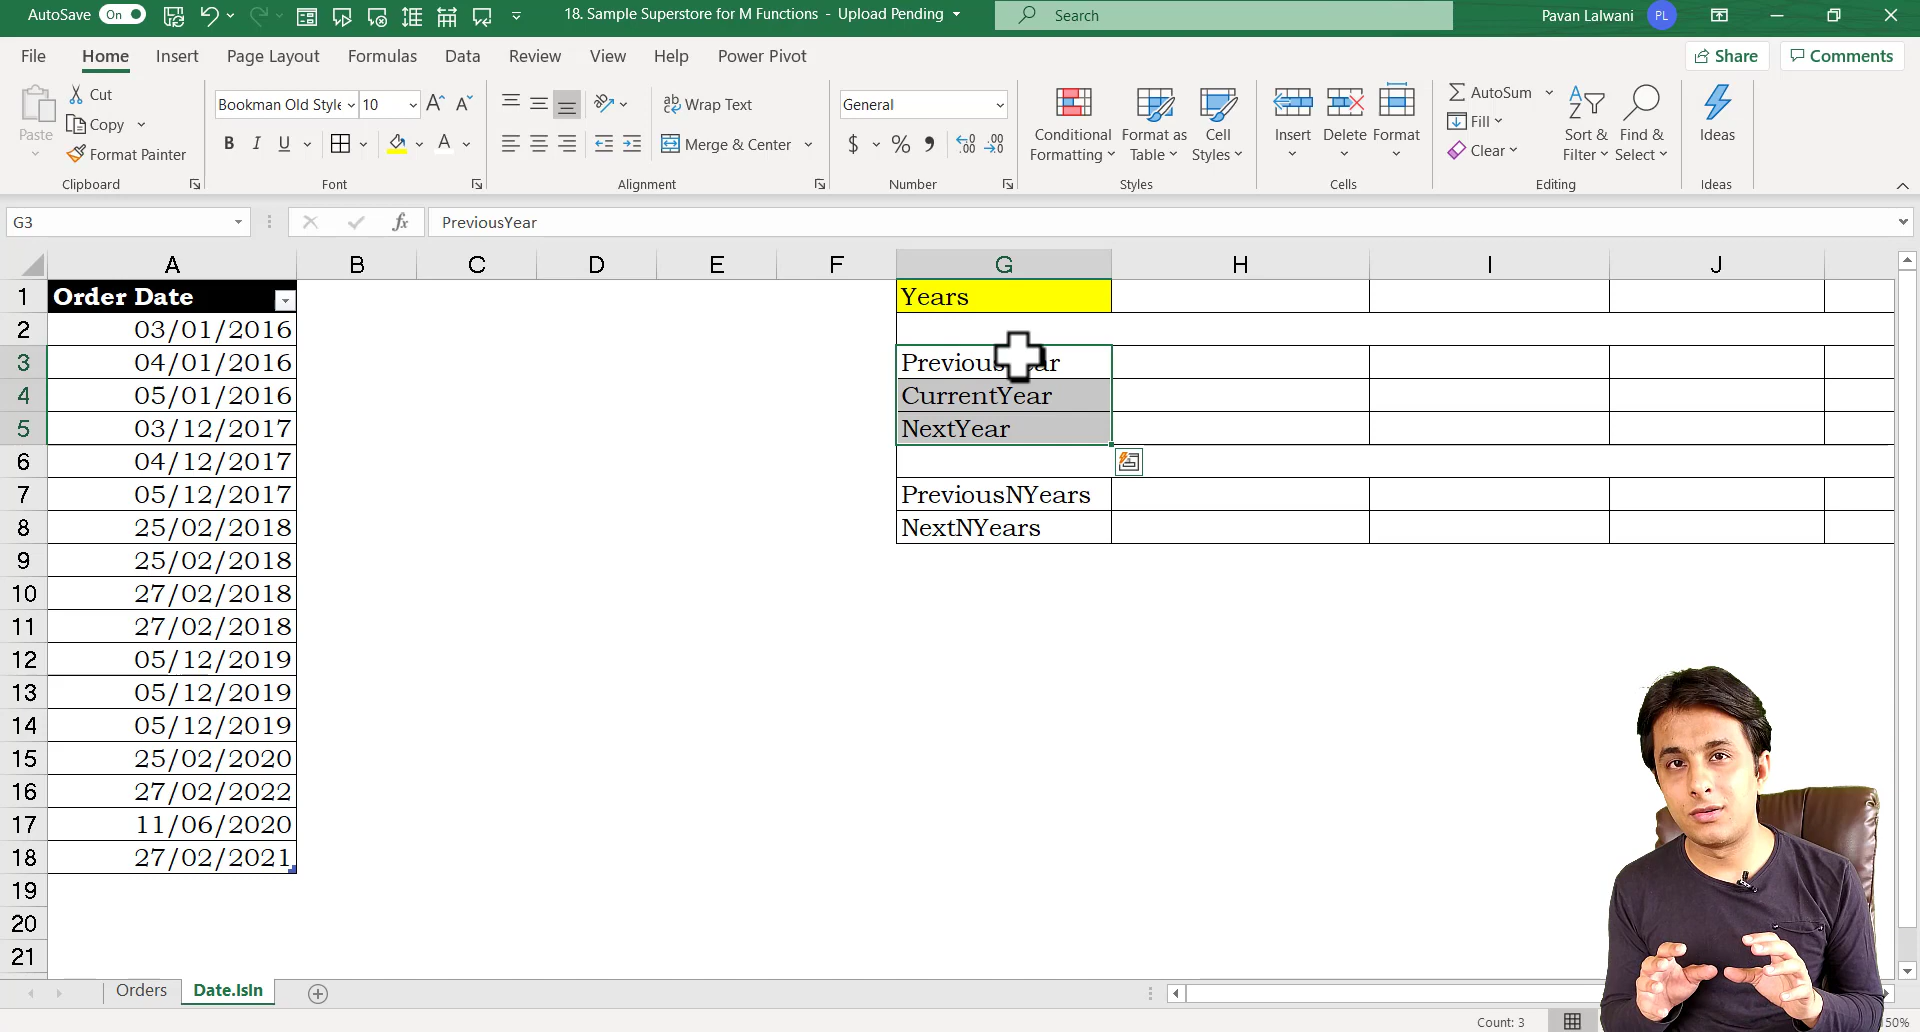 AutoSave On 18. Sample Superstore for M Functions - Upload Pending Search Pavan Lalwani PL
File Home Insert Page Layout Formulas Data Review View Help Power Pivot Share Comments
Paste
Cut
Copy
Format Painter
Clipboard
Bookman Old Style 10
B I U A
Font
Wrap Text
Merge & Center
Alignment
General
$ % ,
Number
Conditional Formatting
Format as Table
Cell Styles
Styles
Insert Delete Format
Cells
AutoSum
Fill
Clear
Sort & Filter
Find & Select
Editing
Ideas
Ideas
G3 fx PreviousYear
A B C D E F G H I J
1 Order Date Years
2 03/01/2016
3 04/01/2016
4 05/01/2016 CurrentYear
5 03/12/2017 NextYear
6 04/12/2017
7 05/12/2017 PreviousNYears
8 25/02/2018 NextNYears
9 25/02/2018
10 27/02/2018
11 27/02/2018
12 05/12/2019
13 05/12/2019
14 05/12/2019
15 25/02/2020
16 27/02/2022
17 11/06/2020
18 27/02/2021
19
20
21
Orders Date.IsIn
Count: 3